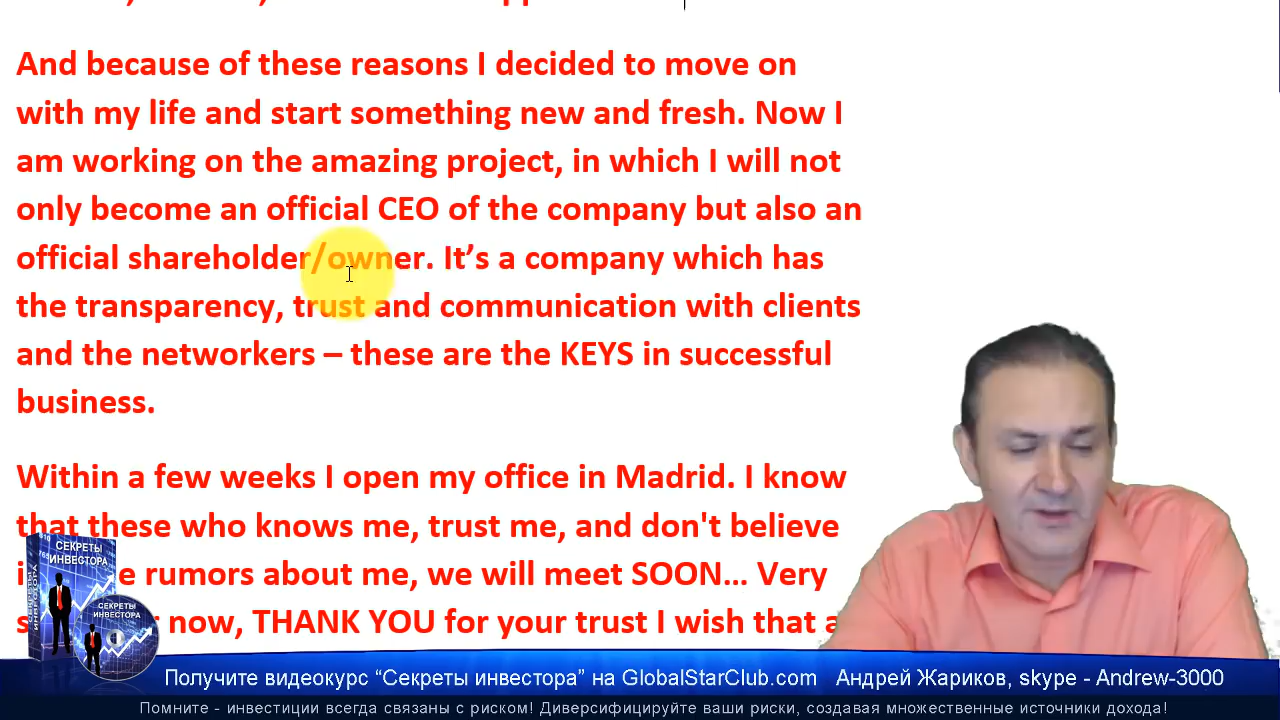 And because of these reasons I decided to move on
with my life and start something new and fresh. Now I
am working on the amazing project, in which I will not
only become an official CEO of the company but also an
official shareholder/owner. It’s a company which has
the transparency, trust and communication with clients
and the networkers – these are the KEYS in successful
business.
Within a few weeks I open my office in Madrid. I know
that these who knows me, trust me, and don't believe
rumors about me, we will meet SOON... Very
now, THANK YOU for your trust I wish that
СЕКРЕТЫ
ИНВЕСТОРА
СЕКРЕТЫ
ИНВЕСТОРА
СЕКРЕТЫ
ИНВЕСТОРА
Получите видеокурс “Секреты инвестора” на GlobalStarClub.com Андрей Жариков, skype - Andrew-3000
Помните - инвестиции всегда связаны с риском! Диверсифицируйте ваши риски, создавая множественные источники дохода!